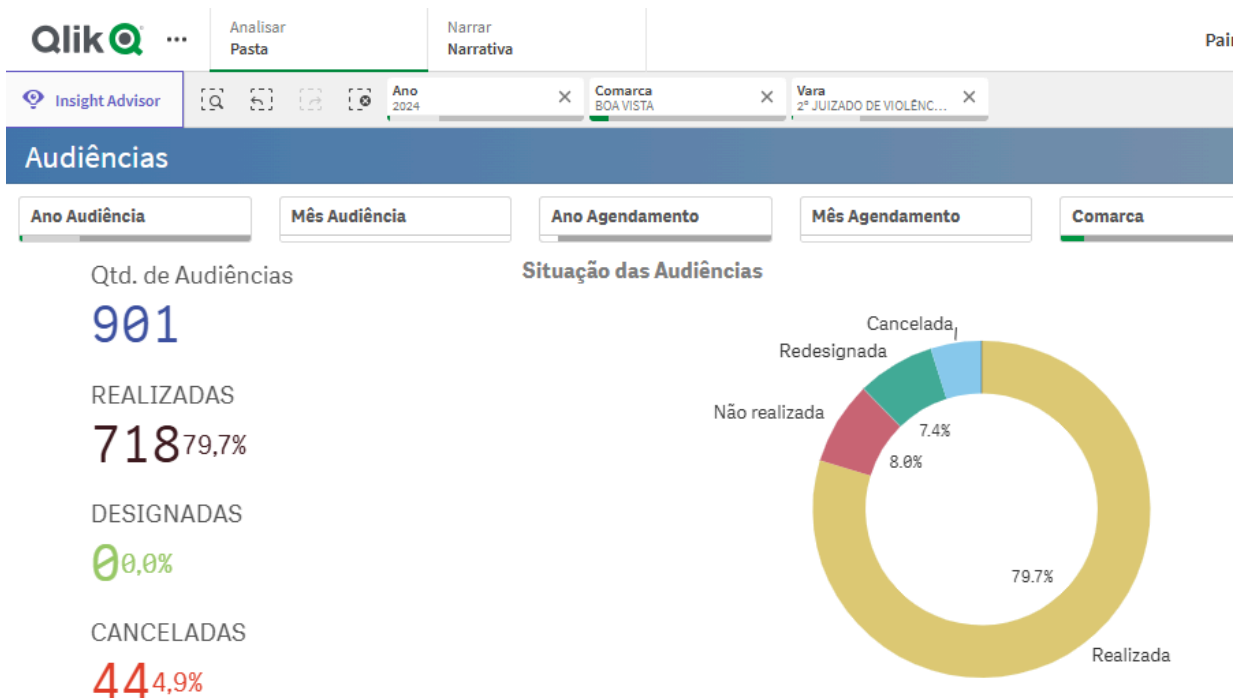 Qlik
Analisar
Pasta
Narrar
Narrativa
Insight Advisor
Ano
2024
Comarca
BOA VISTA
Vara
2º JUIZADO DE VIOLÊNC...
Audiências
Ano Audiência
Mês Audiência
Ano Agendamento
Mês Agendamento
Comarca
Qtd. de Audiências
901
REALIZADAS
718 79,7%
DESIGNADAS
0 0,0%
CANCELADAS
44 4,9%
Situação das Audiências
Cancelada
Redesignada
Não realizada
7.4%
8.0%
79.7%
Realizada